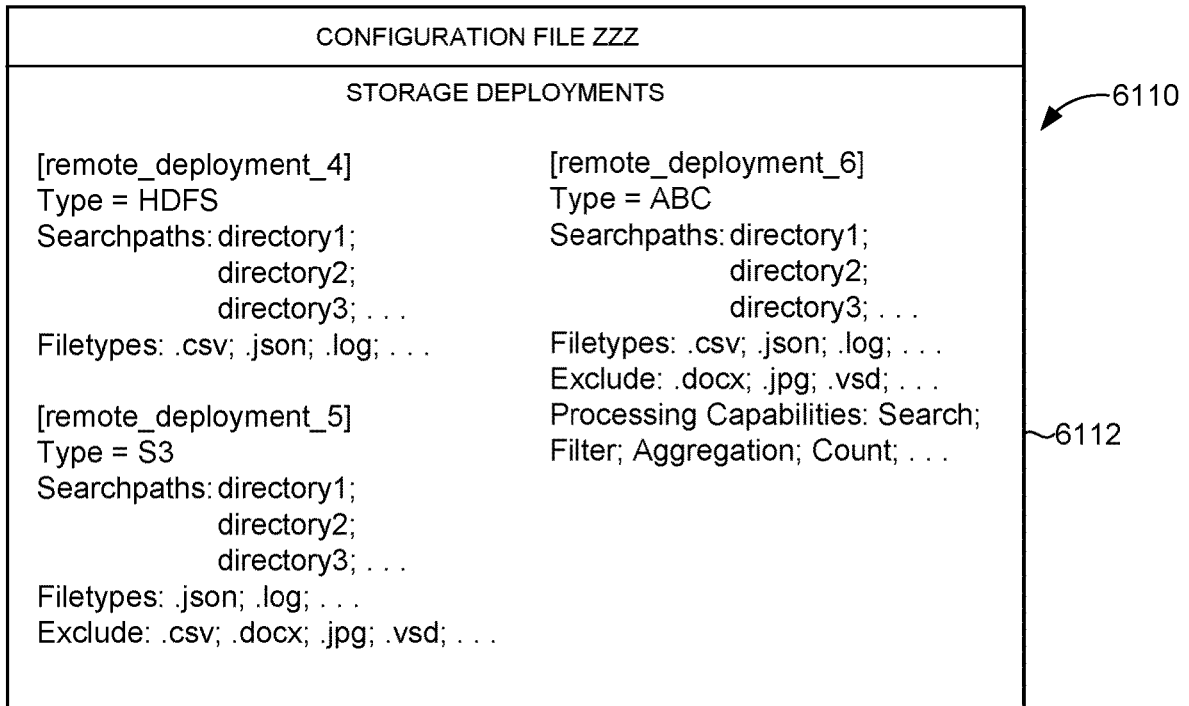 CONFIGURATION FILE ZZZ
STORAGE DEPLOYMENTS
[remote_deployment_4]
Type = HDFS
Searchpaths: directory1;
directory2;
directory3; . . .
Filetypes: .csv; .json; .log; . . .
[remote_deployment_5]
Type = S3
Searchpaths: directory1;
directory2;
directory3; . . .
Filetypes: .json; .log; . . .
Exclude: .csv; .docx; .jpg; .vsd; . . .
[remote_deployment_6]
Type = ABC
Searchpaths: directory1;
directory2;
directory3; . . .
Filetypes: .csv; .json; .log; . . .
Exclude: .docx; .jpg; .vsd; . . .
Processing Capabilities: Search;
Filter; Aggregation; Count; . . .
6110
6112